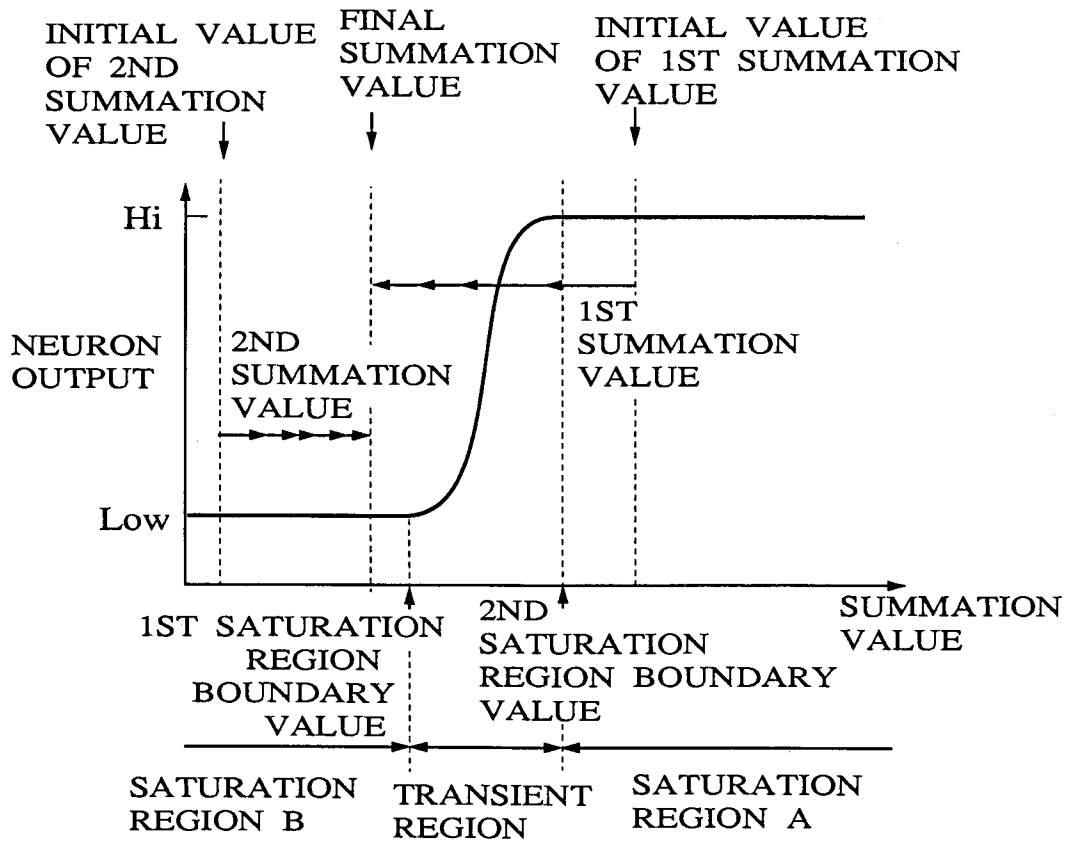 INITIAL VALUE
OF 2ND
SUMMATION
VALUE
FINAL
SUMMATION
VALUE
INITIAL VALUE
OF 1ST SUMMATION
VALUE
Hi
NEURON
OUTPUT
2ND
SUMMATION
VALUE
1ST
SUMMATION
VALUE
Low
SUMMATION
VALUE
1ST SATURATION
REGION
BOUNDARY
VALUE
2ND
SATURATION
REGION BOUNDARY
VALUE
SATURATION
REGION B
TRANSIENT
REGION
SATURATION
REGION A